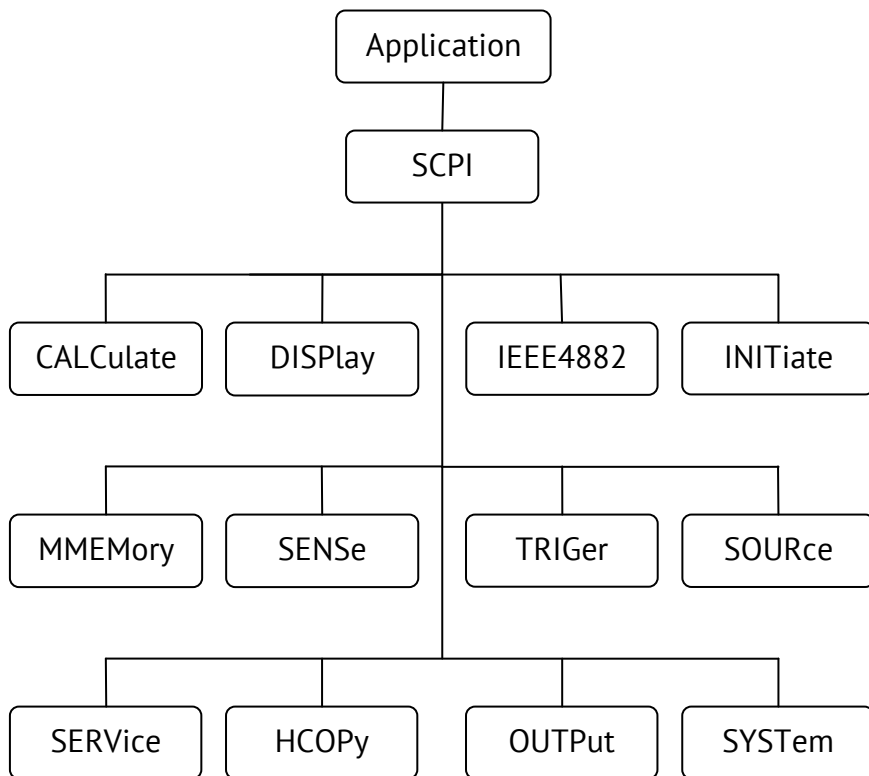 Application
SCPI
CALCulate
DISPlay
IEEE4882
INITiate
MMEMory
SENSe
TRIGer
SOURce
SERVice
HCOPy
OUTPut
SYSTem